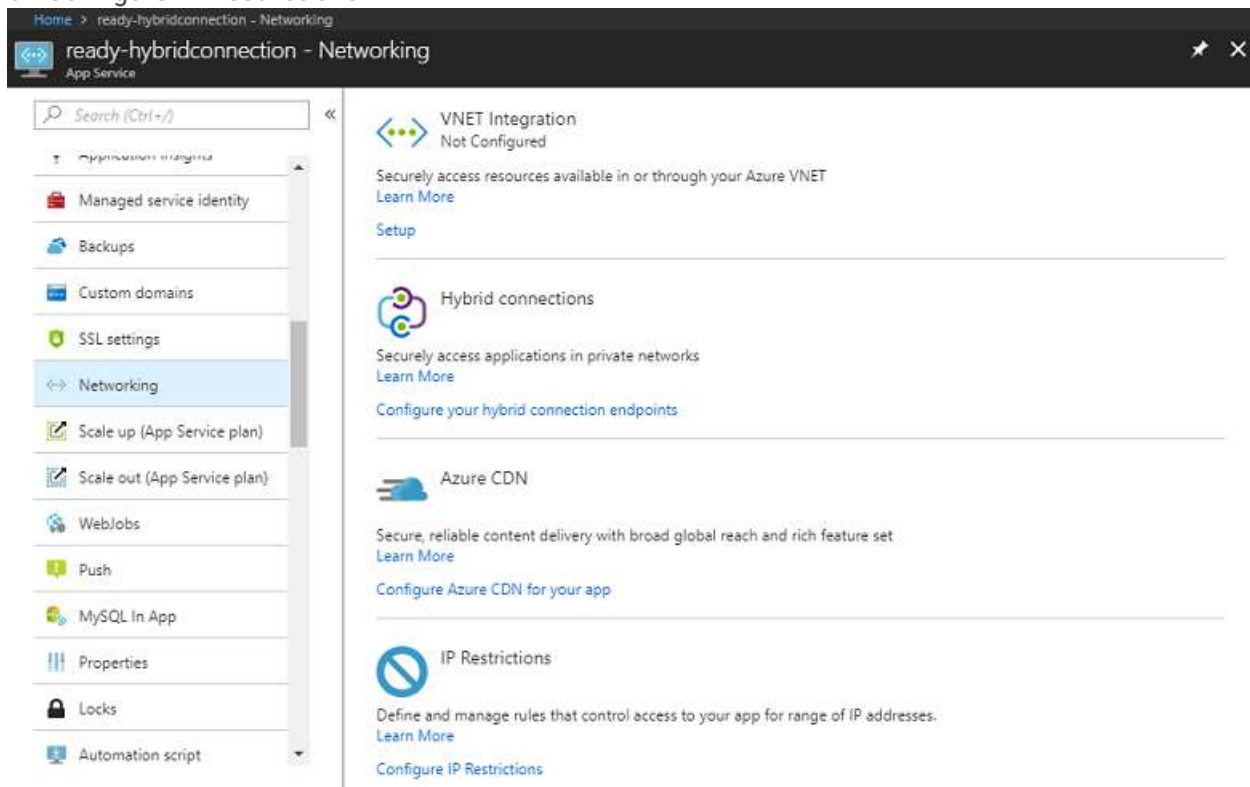 Home > ready-hybridconnection - Networking
ready-hybridconnection - Networking
App Service
Search (Ctrl+/)
«
Application Insights
Managed service identity
Backups
Custom domains
SSL settings
Networking
Scale up (App Service plan)
Scale out (App Service plan)
WebJobs
Push
MySQL In App
Properties
Locks
Automation script
VNET Integration
Not Configured
Securely access resources available in or through your Azure VNET
Learn More
Setup
Hybrid connections
Securely access applications in private networks
Learn More
Configure your hybrid connection endpoints
Azure CDN
Secure, reliable content delivery with broad global reach and rich feature set
Learn More
Configure Azure CDN for your app
IP Restrictions
Define and manage rules that control access to your app for range of IP addresses.
Learn More
Configure IP Restrictions